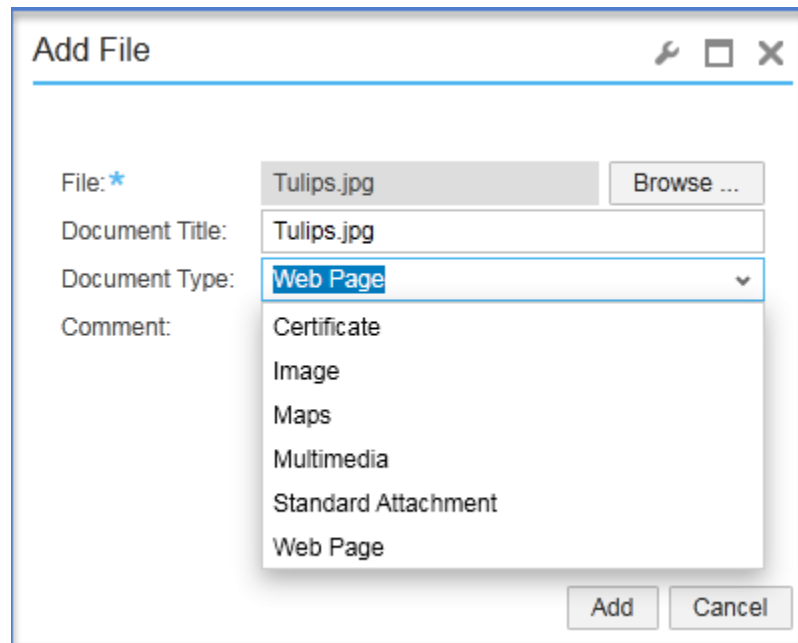 Add File
File:* Tulips.jpg Browse ...
Document Title: Tulips.jpg
Document Type: Web Page
Comment: Certificate
Image
Maps
Multimedia
Standard Attachment
Web Page
Add Cancel